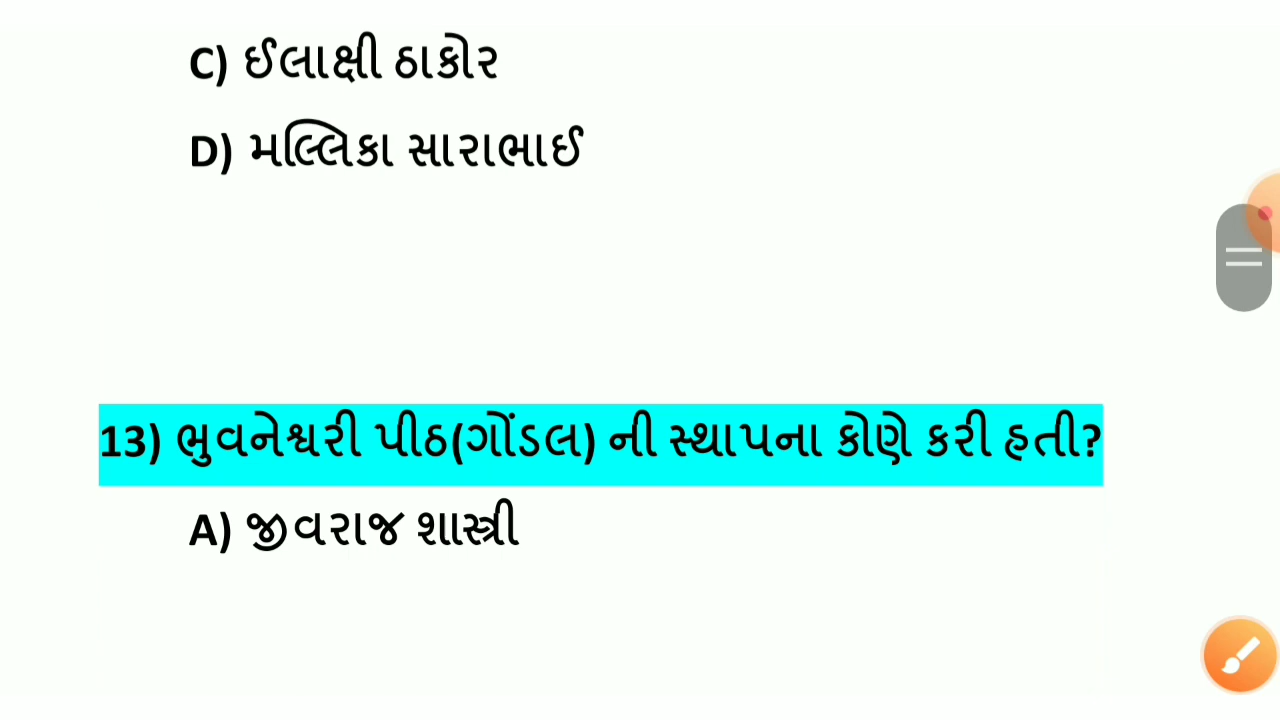 C) ઈલાક્ષી ઠાકોર
D) મલ્લિકા સારાભાઈ
13) ભુવનેશ્વરી પીઠ(ગોંડલ) ની સ્થાપના કોણે કરી હતી?
A) જીવરાજ શાસ્ત્રી